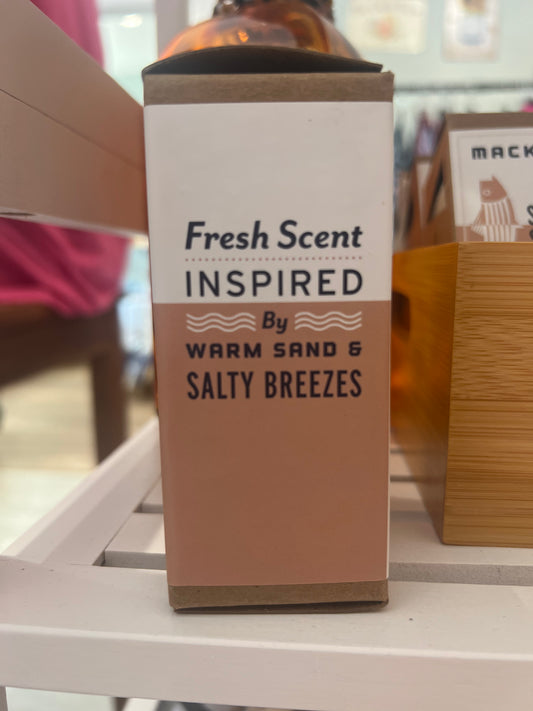 Fresh Scent
INSPIRED
By
WARM SAND &
SALTY BREEZES
MACK